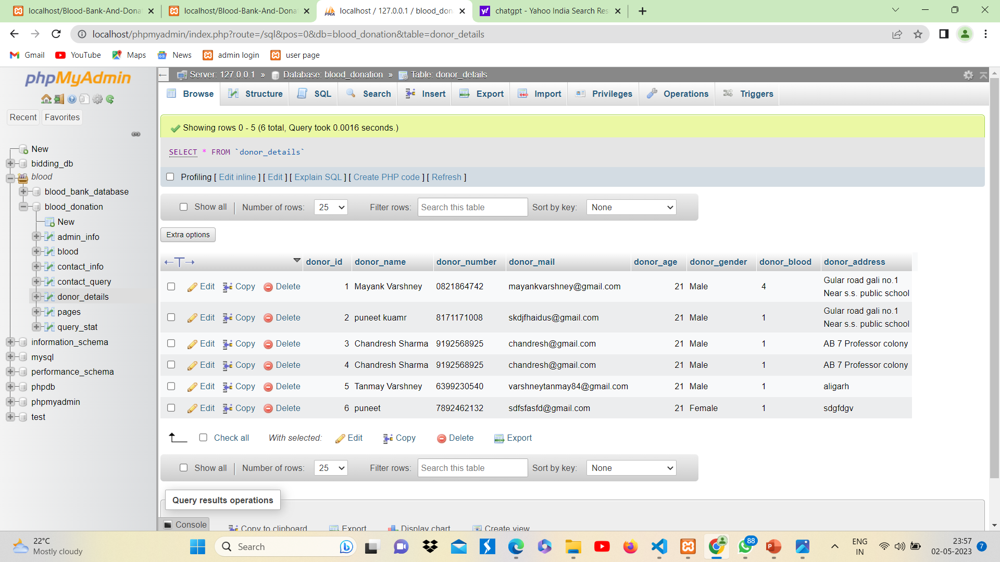 localhost/Blood-Bank-And-Dona
localhost/Blood-Bank-And-Dona
localhost / 127.0.0.1 / blood_don
chatgpt - Yahoo India Search Res
localhost/phpmyadmin/index.php?route=/sql&pos=0&db=blood_donation&table=donor_details
Gmail YouTube Maps News admin login user page
phpMyAdmin
Recent Favorites
New
bidding_db
blood
blood_bank_database
blood_donation
New
admin_info
blood
contact_info
contact_query
donor_details
pages
query_stat
information_schema
mysql
performance_schema
phpdb
phpmyadmin
test
Server: 127.0.0.1 » Database: blood_donation » Table: donor_details
Browse Structure SQL Search Insert Export Import Privileges Operations Triggers
Showing rows 0 - 5 (6 total, Query took 0.0016 seconds.)
SELECT * FROM `donor_details`
Profiling [ Edit inline ] [ Edit ] [ Explain SQL ] [ Create PHP code ] [ Refresh ]
Show all Number of rows: 25 Filter rows: Search this table Sort by key: None
Extra options
donor_id donor_name donor_number donor_mail donor_age donor_gender donor_blood donor_address
Edit Copy Delete 1 Mayank Varshney 0821864742 mayankvarshney@gmail.com 21 Male 4 Gular road gali no.1
Near s.s. public school
Edit Copy Delete 2 puneet kuamr 8171171008 skdjfhaidus@gmail.com 21 Male 1 Gular road gali no.1
Near s.s. public school
Edit Copy Delete 3 Chandresh Sharma 9192568925 chandresh@gmail.com 21 Male 1 AB 7 Professor colony
Edit Copy Delete 4 Chandresh Sharma 9192568925 chandresh@gmail.com 21 Male 1 AB 7 Professor colony
Edit Copy Delete 5 Tanmay Varshney 6399230540 varshneytanmay84@gmail.com 21 Male 1 aligarh
Edit Copy Delete 6 puneet 7892462132 sdfsfasfd@gmail.com 21 Female 1 sdgfdgv
Check all With selected: Edit Copy Delete Export
Show all Number of rows: 25 Filter rows: Search this table Sort by key: None
Query results operations
Console
Copy to clipboard Export Display chart Create view
22°C
Mostly cloudy
Search
88
ENG
IN
23:57
02-05-2023
7